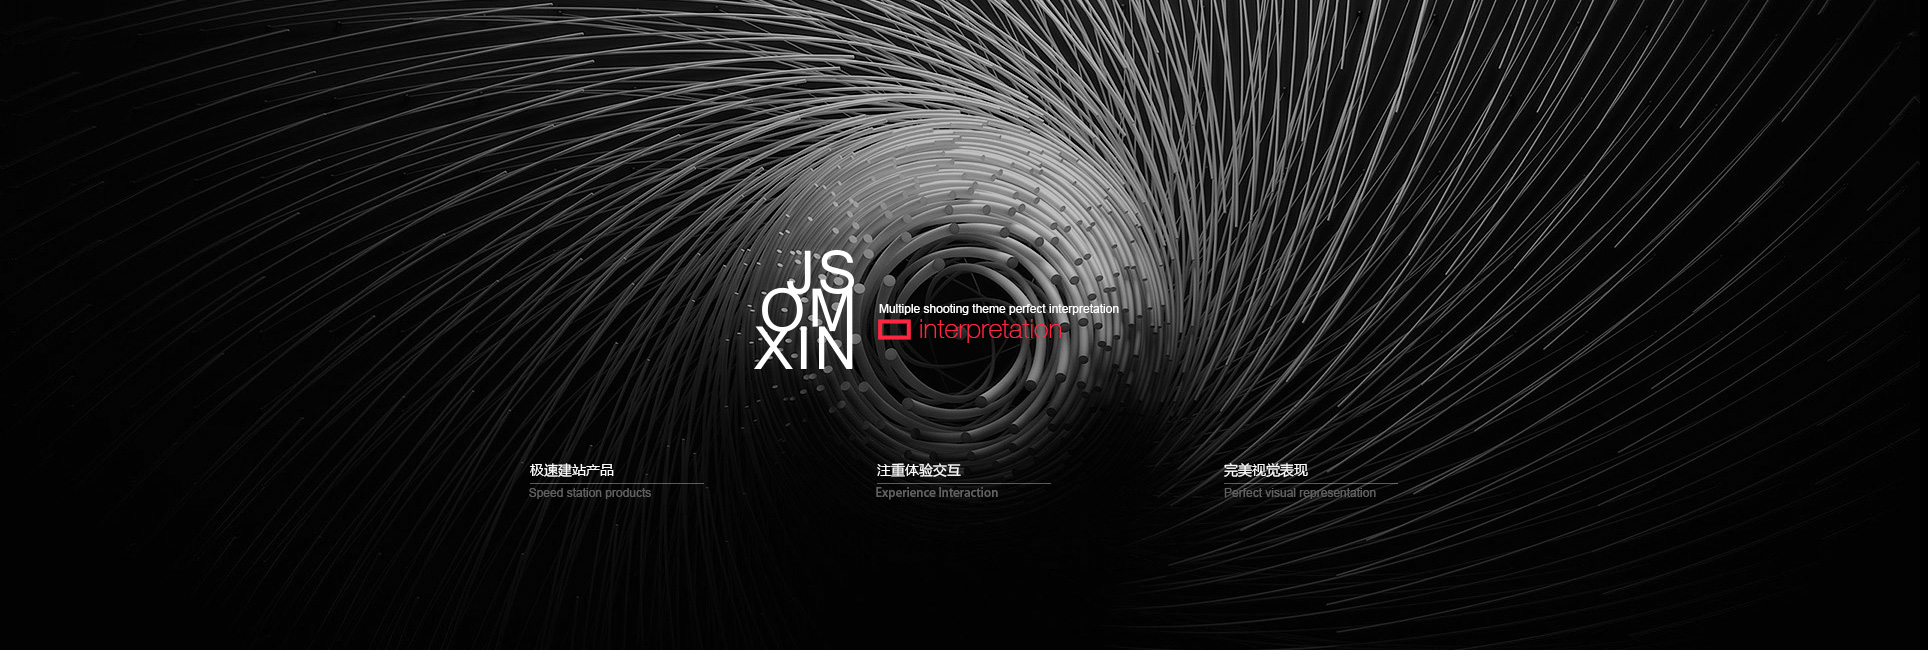 JS
OM
XIN
Multiple shooting theme perfect interpretation
interpretation
极速建站产品
Speed station products
注重体验交互
Experience Interaction
完美视觉表现
Perfect visual representation